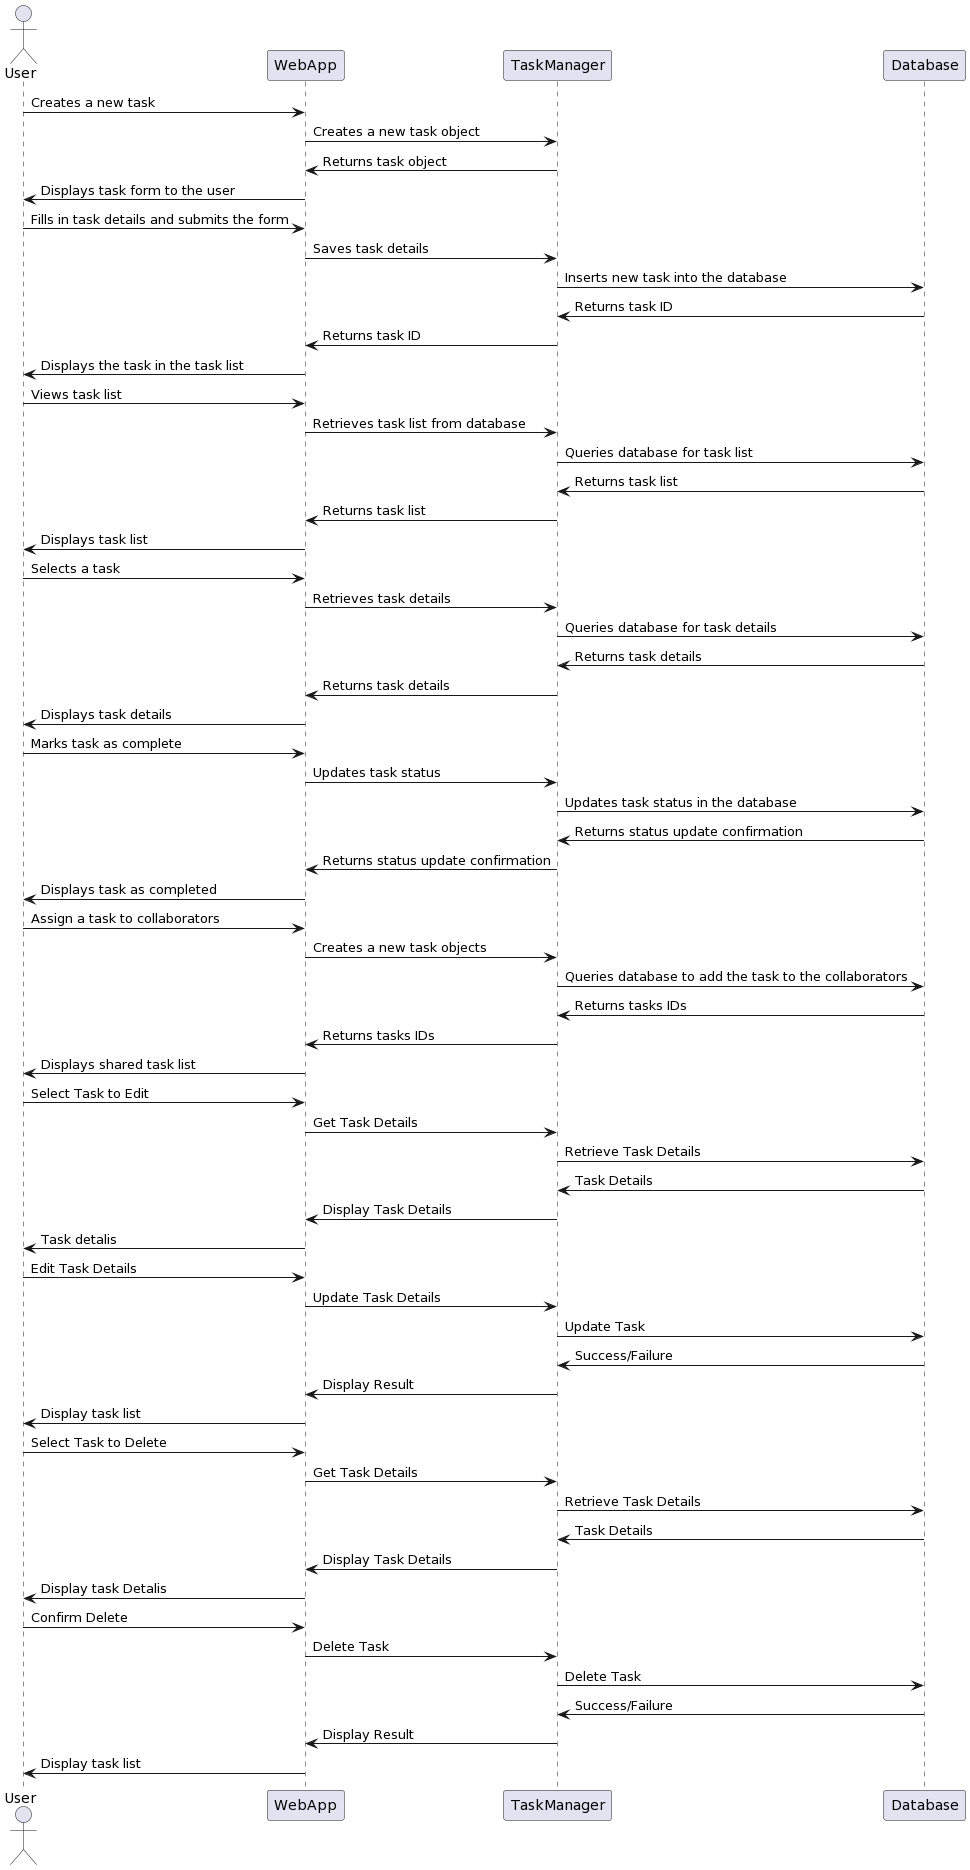 User
WebApp
TaskManager
Database
Creates a new task
Creates a new task object
Returns task object
Displays task form to the user
Fills in task details and submits the form
Saves task details
Inserts new task into the database
Returns task ID
Returns task ID
Displays the task in the task list
Views task list
Retrieves task list from database
Queries database for task list
Returns task list
Returns task list
Displays task list
Selects a task
Retrieves task details
Queries database for task details
Returns task details
Returns task details
Displays task details
Marks task as complete
Updates task status
Updates task status in the database
Returns status update confirmation
Returns status update confirmation
Displays task as completed
Assign a task to collaborators
Creates a new task objects
Queries database to add the task to the collaborators
Returns tasks IDs
Returns tasks IDs
Displays shared task list
Select Task to Edit
Get Task Details
Retrieve Task Details
Task Details
Display Task Details
Task detalis
Edit Task Details
Update Task Details
Update Task
Success/Failure
Display Result
Display task list
Select Task to Delete
Get Task Details
Retrieve Task Details
Task Details
Display Task Details
Display task Detalis
Confirm Delete
Delete Task
Delete Task
Success/Failure
Display Result
Display task list
User
WebApp
TaskManager
Database